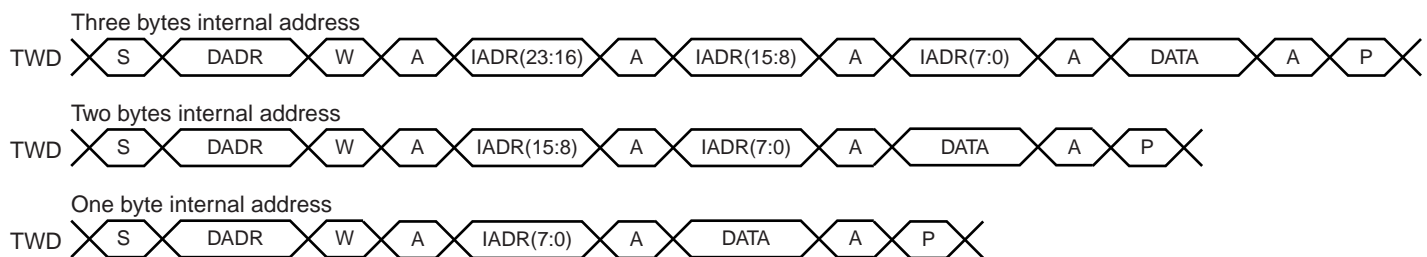 Three bytes internal address
TWD S DADR W A IADR(23:16) A IADR(15:8) A IADR(7:0) A DATA A P
Two bytes internal address
TWD S DADR W A IADR(15:8) A IADR(7:0) A DATA A P
One byte internal address
TWD S DADR W A IADR(7:0) A DATA A P